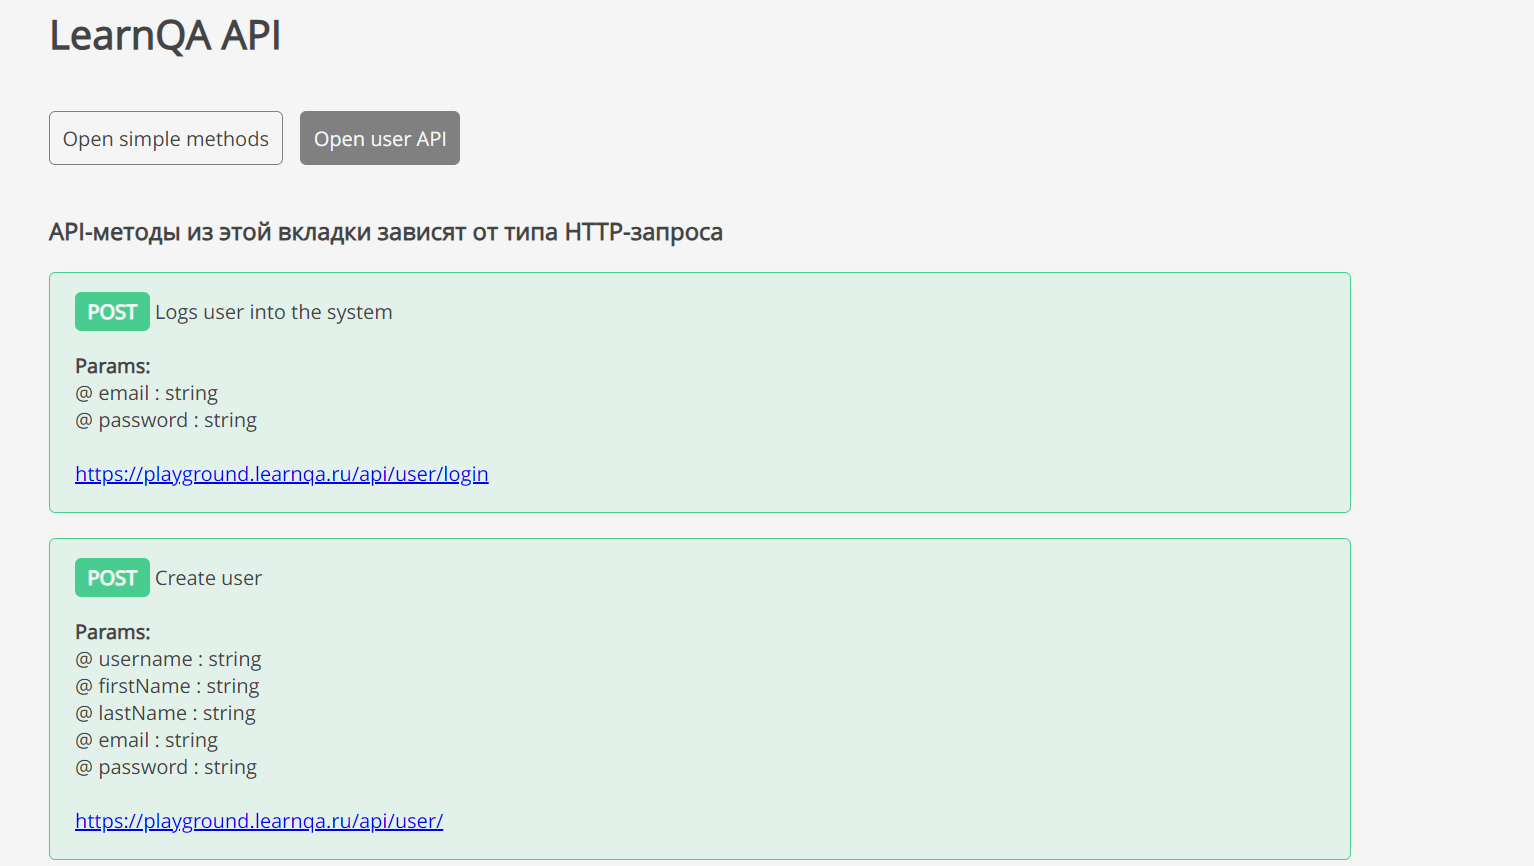 LearnQA API
Open simple methods
Open user API
API-методы из этой вкладки зависят от типа HTTP-запроса
POST Logs user into the system
Params:
@ email : string
@ password : string
https://playground.learnqa.ru/api/user/login
POST Create user
Params:
@ username : string
@ firstName : string
@ lastName : string
@ email : string
@ password : string
https://playground.learnqa.ru/api/user/